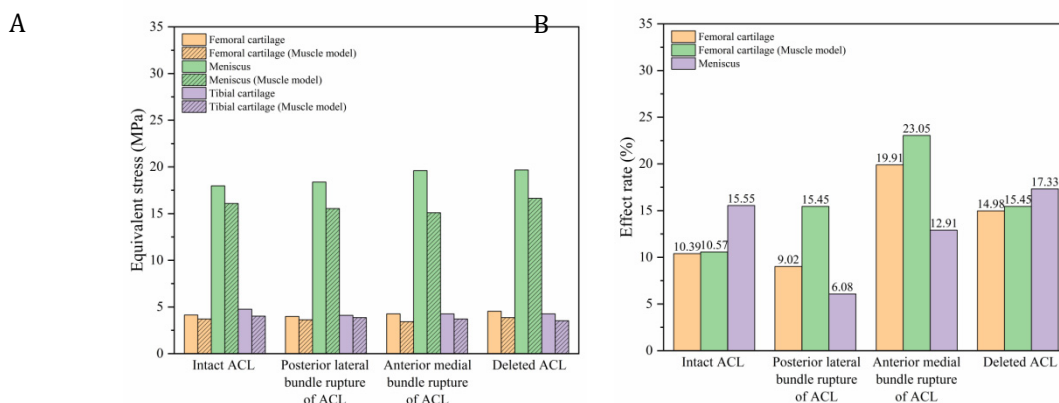 A
35
30
25
20
15
10
5
0
Equivalent stress (MPa)
Femoral cartilage
Femoral cartilage (Muscle model)
Meniscus
Meniscus (Muscle model)
Tibial cartilage
Tibial cartilage (Muscle model)
Intact ACL
Posterior lateral
bundle rupture
of ACL
Anterior medial
bundle rupture
of ACL
Deleted ACL
B
35
30
25
20
15
10
5
0
Effect rate (%)
Femoral cartilage
Femoral cartilage (Muscle model)
Meniscus
10.39
10.57
15.55
9.02
15.45
6.08
19.91
23.05
12.91
14.98
15.45
17.33
Intact ACL
Posterior lateral
bundle rupture
of ACL
Anterior medial
bundle rupture
of ACL
Deleted ACL